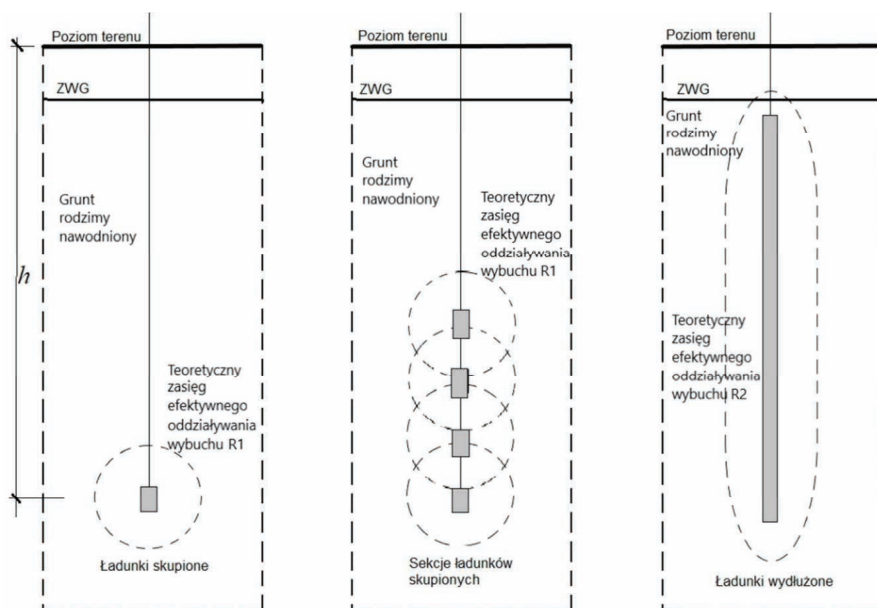 Poziom terenu
ZWG
Grunt
rodzimy
nawodniony
h
Teoretyczny
zasięg
efektywnego
oddziaływania
wybuchu R1
Ładunki skupione
Poziom terenu
ZWG
Grunt
rodzimy
nawodniony
Teoretyczny
zasięg
efektywnego
oddziaływania
wybuchu R1
Sekcje ładunków
skupionych
Poziom terenu
ZWG
Grunt
rodzimy
nawodniony
Teoretyczny
zasięg
efektywnego
oddziaływania
wybuchu R2
Ładunki wydłużone